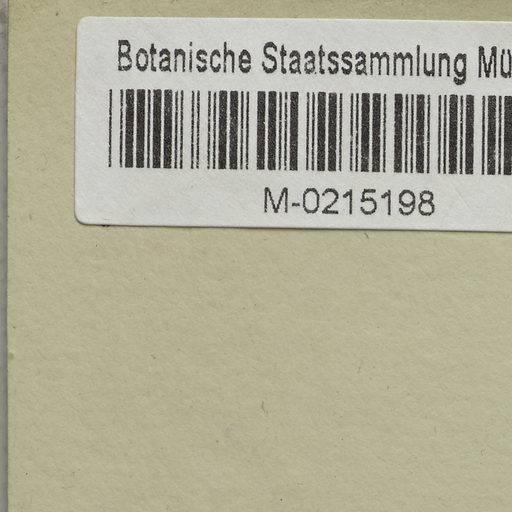 Botanische Staatssammlung Mü
M-0215198